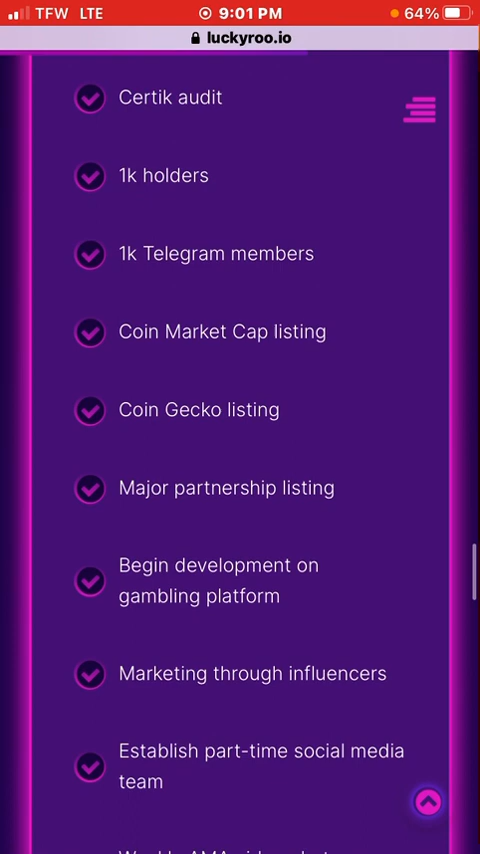 TFW LTE 9:01 PM 64%
luckyroo.io
Certik audit
1k holders
1k Telegram members
Coin Market Cap listing
Coin Gecko listing
Major partnership listing
Begin development on
gambling platform
Marketing through influencers
Establish part-time social media
team